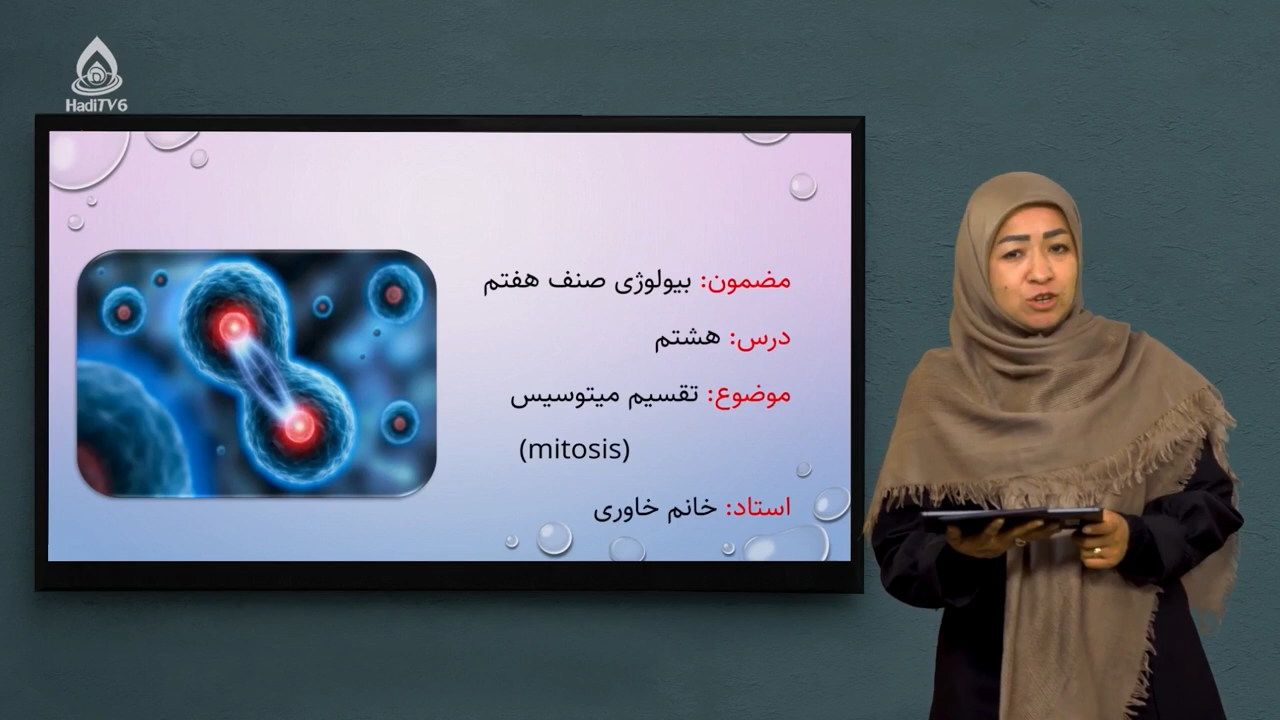 HadiTV6
مضمون: بیولوژی صنف هفتم
درس: هشتم
موضوع: تقسیم میتوسیس
(mitosis)
استاد: خانم خاوری